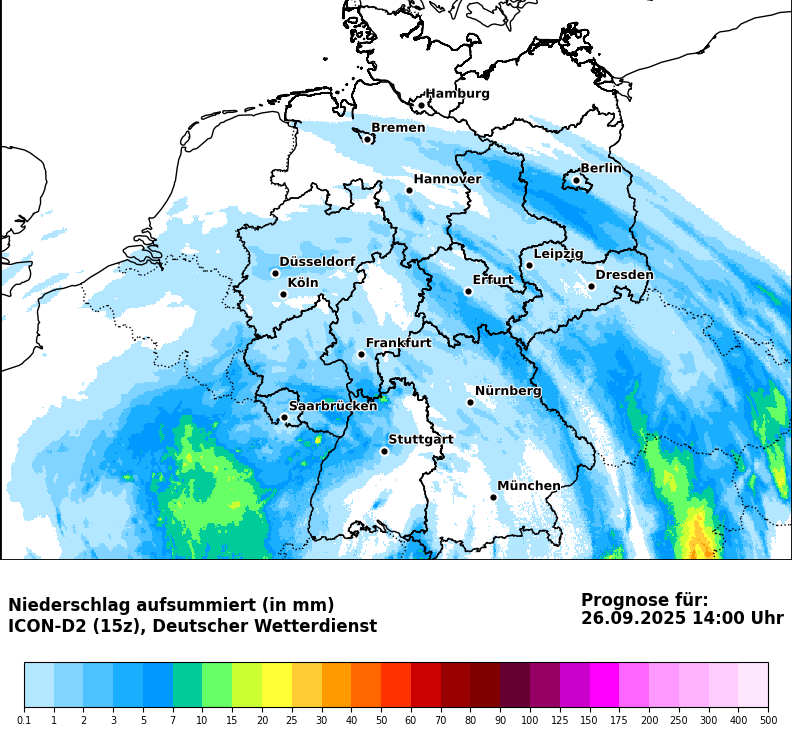 Hamburg
Bremen
Berlin
Hannover
Leipzig
Düsseldorf
Dresden
Köln
Erfurt
Frankfurt
Nürnberg
Saarbrücken
Stuttgart
München
Niederschlag aufsummiert (in mm)
ICON-D2 (15z), Deutscher Wetterdienst
Prognose für:
26.09.2025 14:00 Uhr
0.1 1 2 3 5 7 10 15 20 25 30 40 50 60 70 80 90 100 125 150 175 200 250 300 400 500